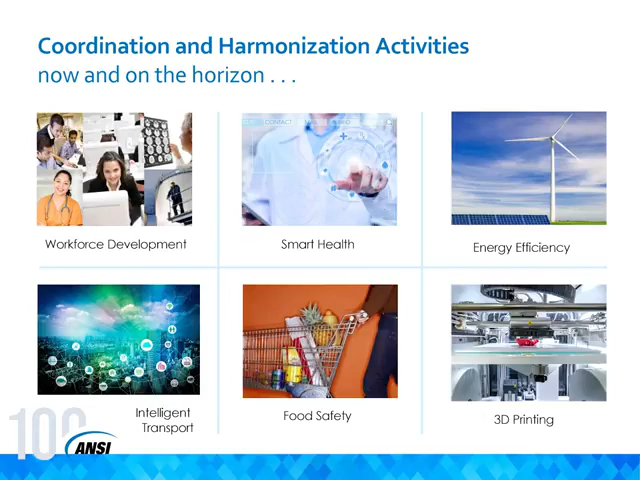 Coordination and Harmonization Activities
now and on the horizon . . .
CONTACT
Workforce Development
Smart Health
Energy Efficiency
Intelligent
Transport
Food Safety
3D Printing
100
ANSI